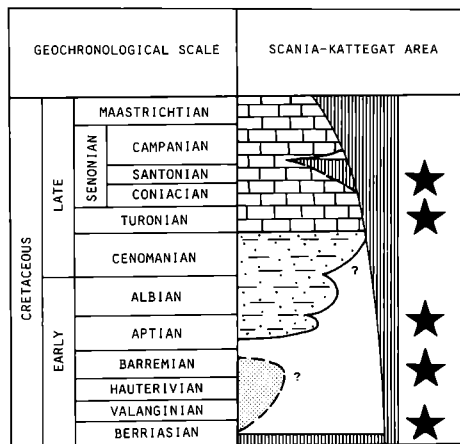 GEOCHRONOLOGICAL SCALE
SCANIA-KATTEGAT AREA
CRETACEOUS
LATE
SENONIAN
MAASTRICHTIAN
CAMPANIAN
SANTONIAN
CONIACIAN
TURONIAN
CENOMANIAN
?
EARLY
ALBIAN
APTIAN
BARREMIAN
?
HAUTERIVIAN
VALANGINIAN
BERRIASIAN